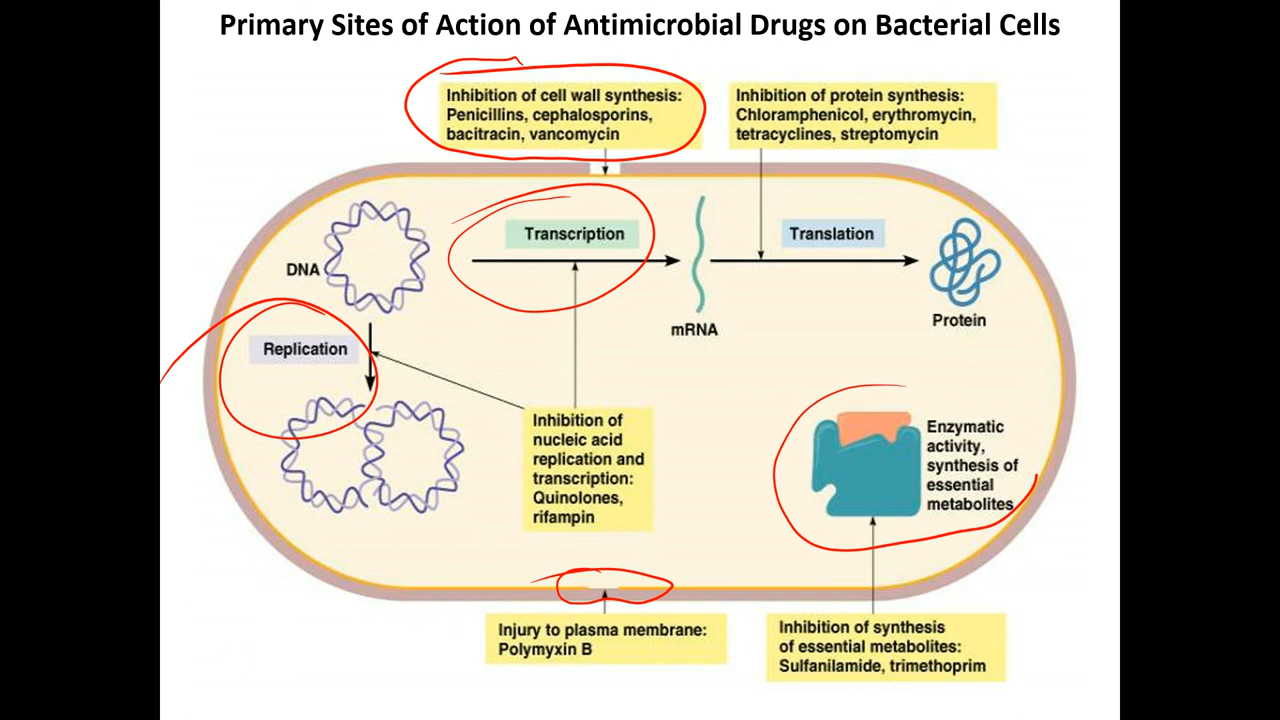 Primary Sites of Action of Antimicrobial Drugs on Bacterial Cells
Inhibition of cell wall synthesis:
Penicillins, cephalosporins,
bacitracin, vancomycin
Inhibition of protein synthesis:
Chloramphenicol, erythromycin,
tetracyclines, streptomycin
Transcription
Translation
DNA
mRNA
Protein
Replication
Inhibition of
nucleic acid
replication and
transcription:
Quinolones,
rifampin
Enzymatic
activity,
synthesis of
essential
metabolites
Injury to plasma membrane:
Polymyxin B
Inhibition of synthesis
of essential metabolites:
Sulfanilamide, trimethoprim